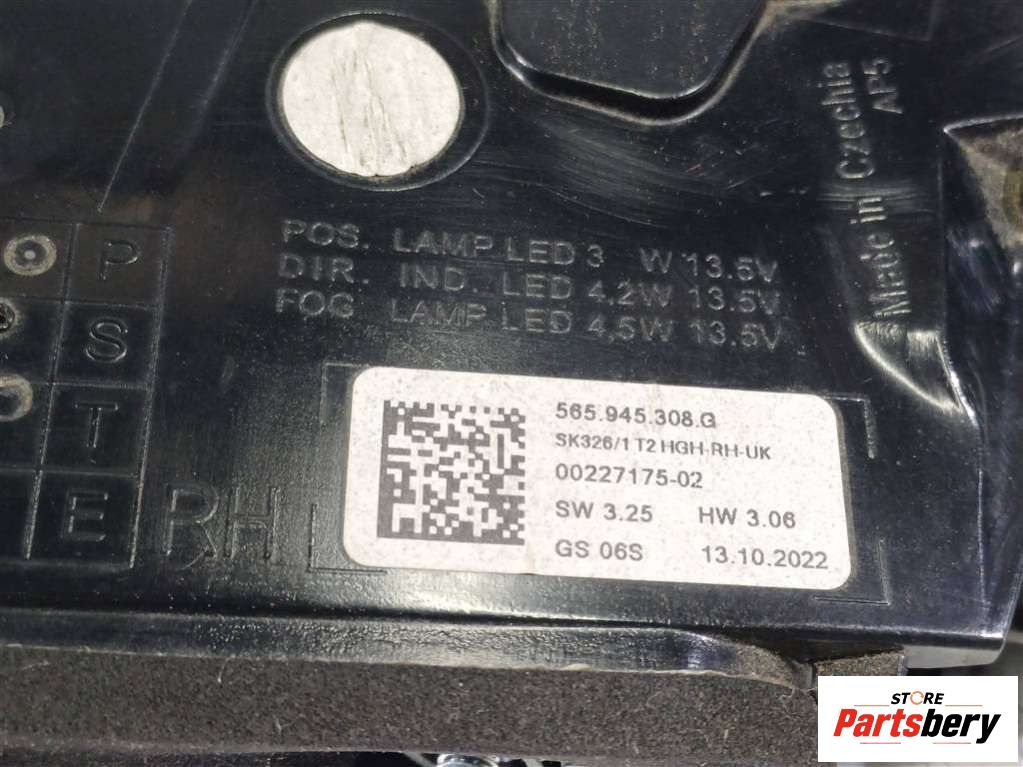 Made in Czechia
AP5
POS. LAMP LED 3 W 13.5V
DIR. IND. LED 4,2W 13.5V
FOG LAMP LED 4,5W 13.5V
P
S
T
E
RH
565.945.308.G
SK326/1 T2 HGH-RH-UK
00227175-02
SW 3.25 HW 3.06
GS 06S 13.10.2022
STORE
Partsbery